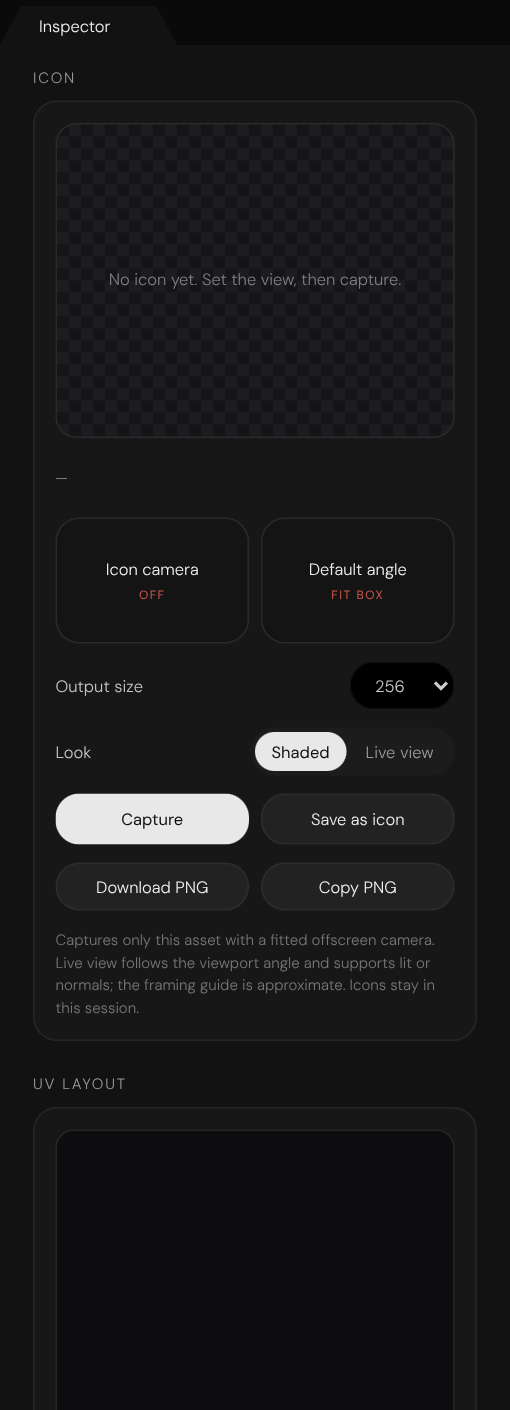 Inspector
ICON
No icon yet. Set the view, then capture.
—
Icon camera
OFF
Default angle
FIT BOX
Output size
256
Look
Shaded
Live view
Capture
Save as icon
Download PNG
Copy PNG
Captures only this asset with a fitted offscreen camera.
Live view follows the viewport angle and supports lit or
normals; the framing guide is approximate. Icons stay in
this session.
UV LAYOUT